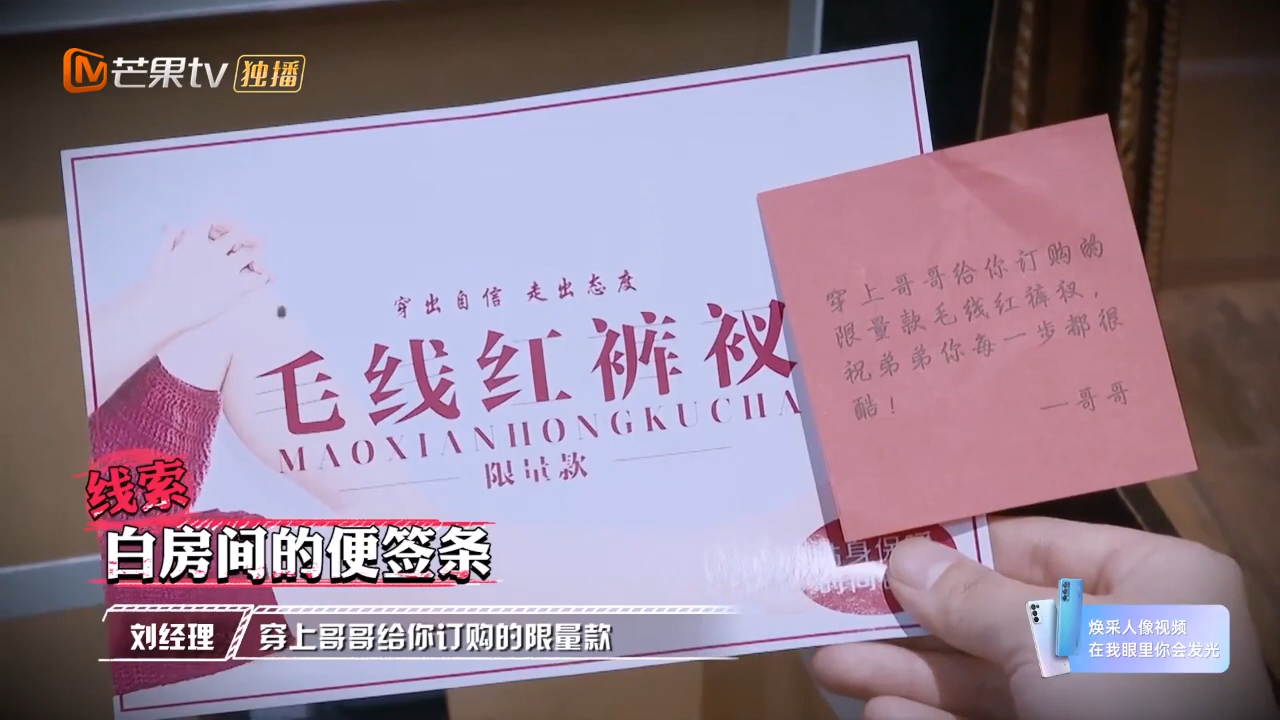 芒果tv 独播
穿出自信 走出态度
毛线红裤衩
MAOXIANHONGKUCHA
限量款
穿上哥哥给你订购的
限量款毛线红裤衩，
祝弟弟你每一步都很
酷！
—哥哥
线索
白房间的便签条
刘经理 穿上哥哥给你订购的限量款
焕采人像视频
在我眼里你会发光